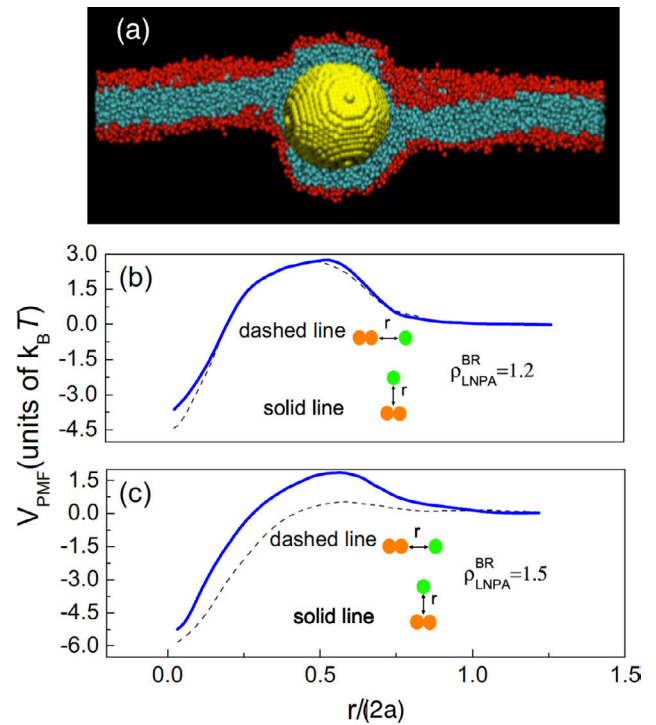 (a)
V_PMF(units of k_B T)
(b)
3.0
1.5
0.0
-1.5
-3.0
-4.5
dashed line
r
solid line
r
ρ^BR_LNPA=1.2
(c)
1.5
0.0
-1.5
-3.0
-4.5
-6.0
dashed line
r
solid line
r
ρ^BR_LNPA=1.5
0.0 0.5 1.0 1.5
r/(2a)